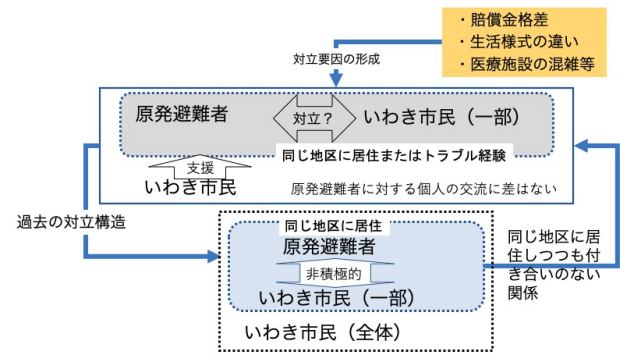 ・賠償金格差
・生活様式の違い
・医療施設の混雑等
対立要因の形成
原発避難者
対立？
いわき市民（一部）
同じ地区に居住またはトラブル経験
支援
いわき市民
原発避難者に対する個人の交流に差はない
過去の対立構造
同じ地区に居住
原発避難者
非積極的
いわき市民（一部）
いわき市民（全体）
同じ地区に居
住しつつも付
き合いのない
関係